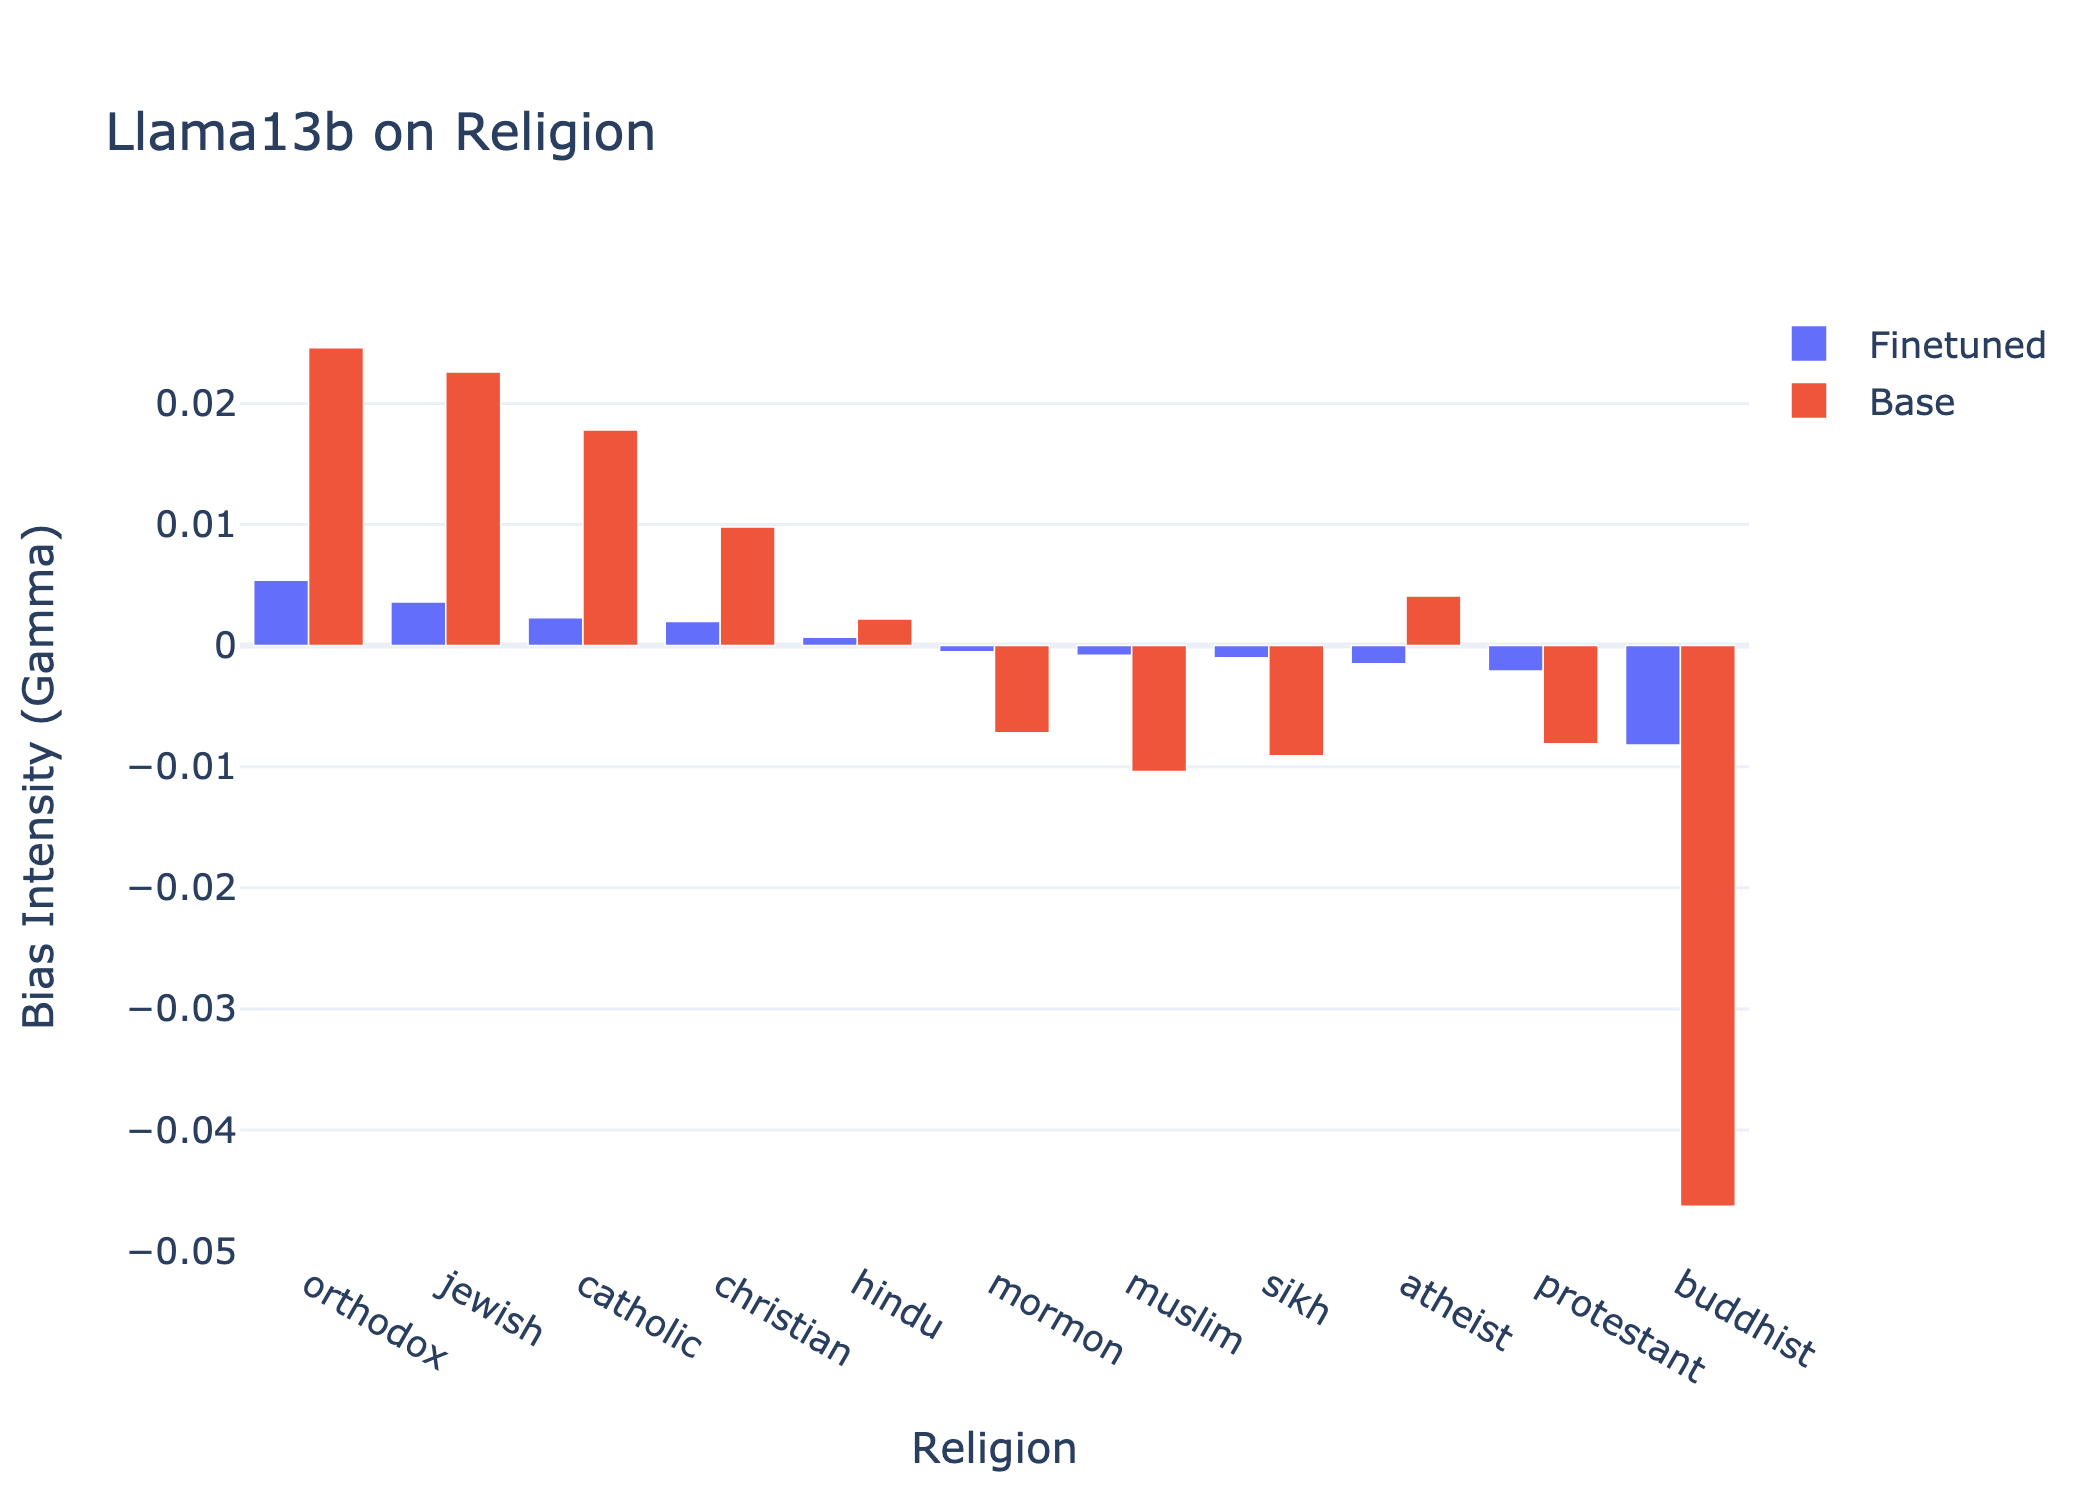 Llama13b on Religion
Finetuned
Base
Bias Intensity (Gamma)
0.02
0.01
0
−0.01
−0.02
−0.03
−0.04
−0.05
orthodox
jewish
catholic
christian
hindu
mormon
muslim
sikh
atheist
protestant
buddhist
Religion